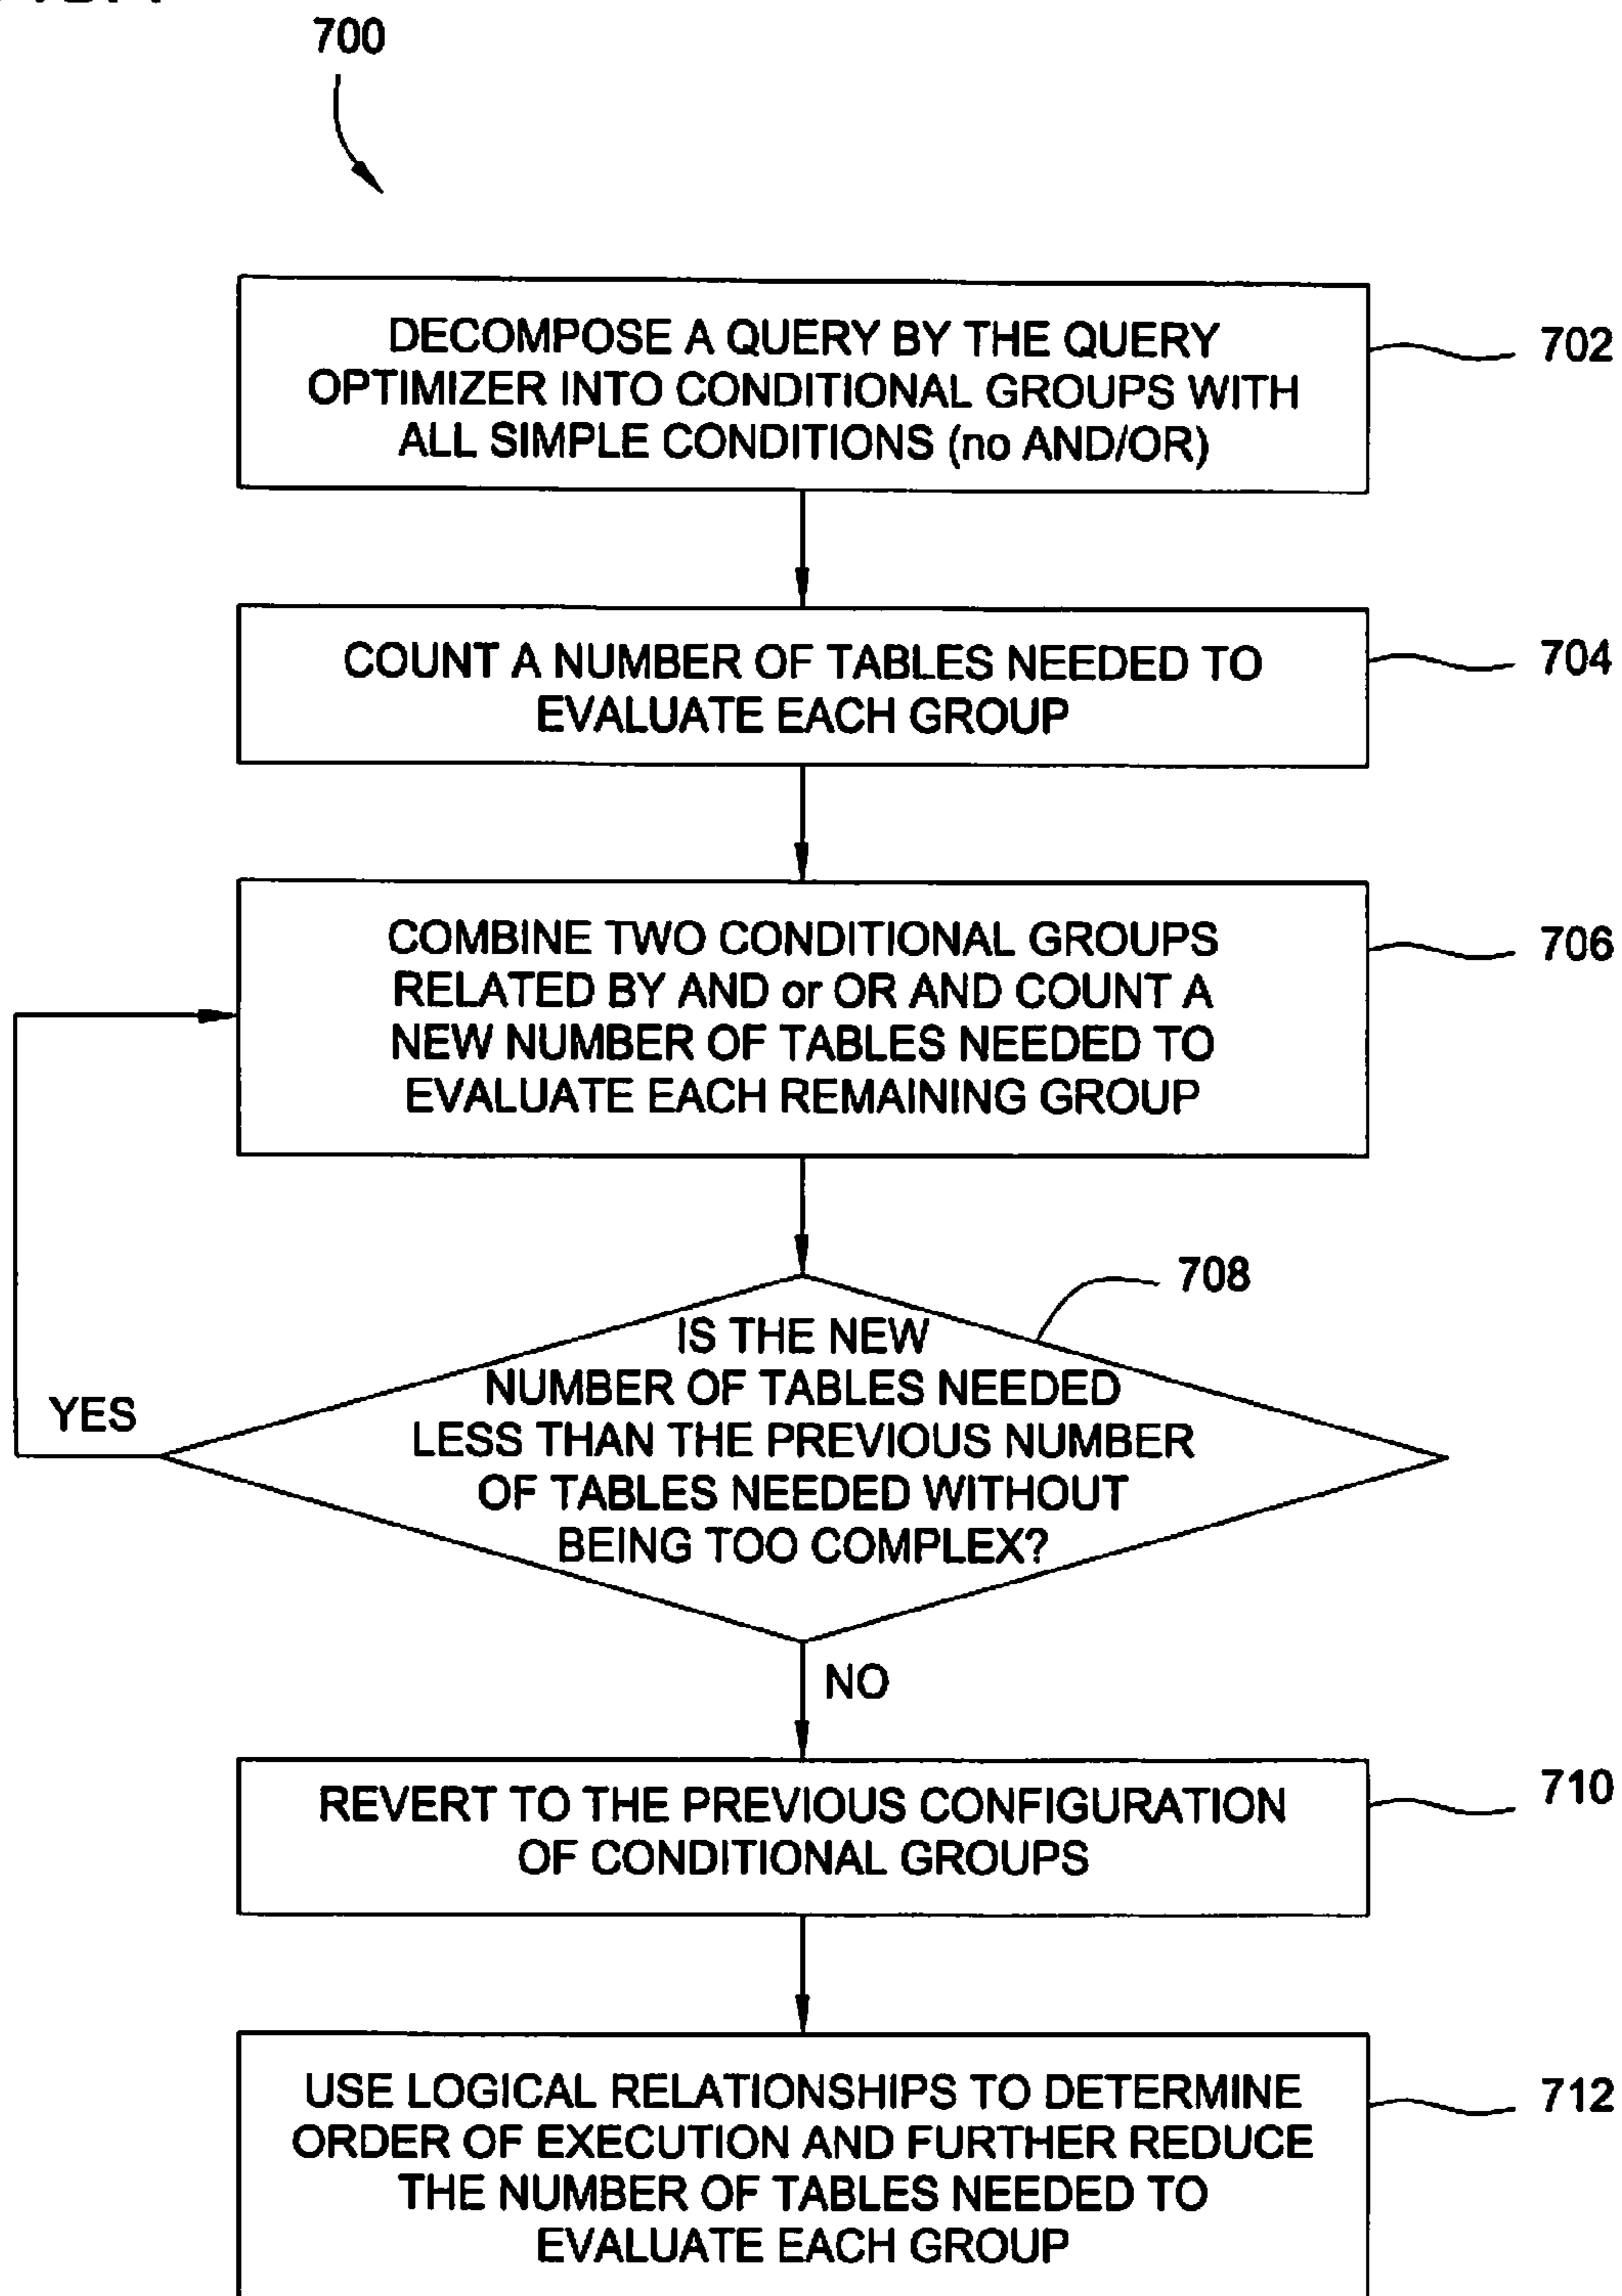 700
DECOMPOSE A QUERY BY THE QUERY
OPTIMIZER INTO CONDITIONAL GROUPS WITH
ALL SIMPLE CONDITIONS (no AND/OR)
702
COUNT A NUMBER OF TABLES NEEDED TO
EVALUATE EACH GROUP
704
COMBINE TWO CONDITIONAL GROUPS
RELATED BY AND or OR AND COUNT A
NEW NUMBER OF TABLES NEEDED TO
EVALUATE EACH REMAINING GROUP
706
708
IS THE NEW
NUMBER OF TABLES NEEDED
LESS THAN THE PREVIOUS NUMBER
OF TABLES NEEDED WITHOUT
BEING TOO COMPLEX?
YES
NO
REVERT TO THE PREVIOUS CONFIGURATION
OF CONDITIONAL GROUPS
710
USE LOGICAL RELATIONSHIPS TO DETERMINE
ORDER OF EXECUTION AND FURTHER REDUCE
THE NUMBER OF TABLES NEEDED TO
EVALUATE EACH GROUP
712